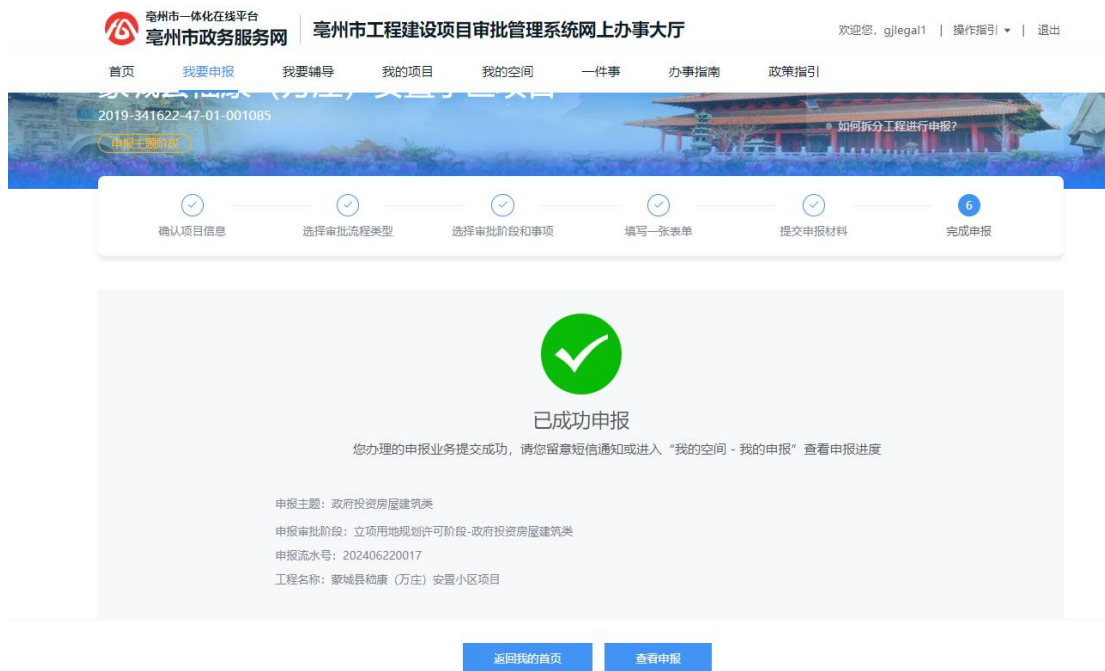 亳州市一体化在线平台
亳州市政务服务网
亳州市工程建设项目审批管理系统网上办事大厅
欢迎您, gjlegal1 | 操作指引 | 退出
首页 我要申报 我要辅导 我的项目 我的空间 一件事 办事指南 政策指引
2019-341622-47-01-001085
如何拆分工程进行申报?
申报主题阶段
6
确认项目信息 选择审批流程类型 选择审批阶段和事项 填写一张表单 提交申报材料 完成申报
已成功申报
您办理的申报业务提交成功，请您留意短信通知或进入“我的空间 - 我的申报”查看申报进度
申报主题：政府投资房屋建筑类
申报审批阶段：立项用地规划许可阶段-政府投资房屋建筑类
申报流水号：202406220017
工程名称：蒙城县嵇康（万庄）安置小区项目
返回我的首页 查看申报